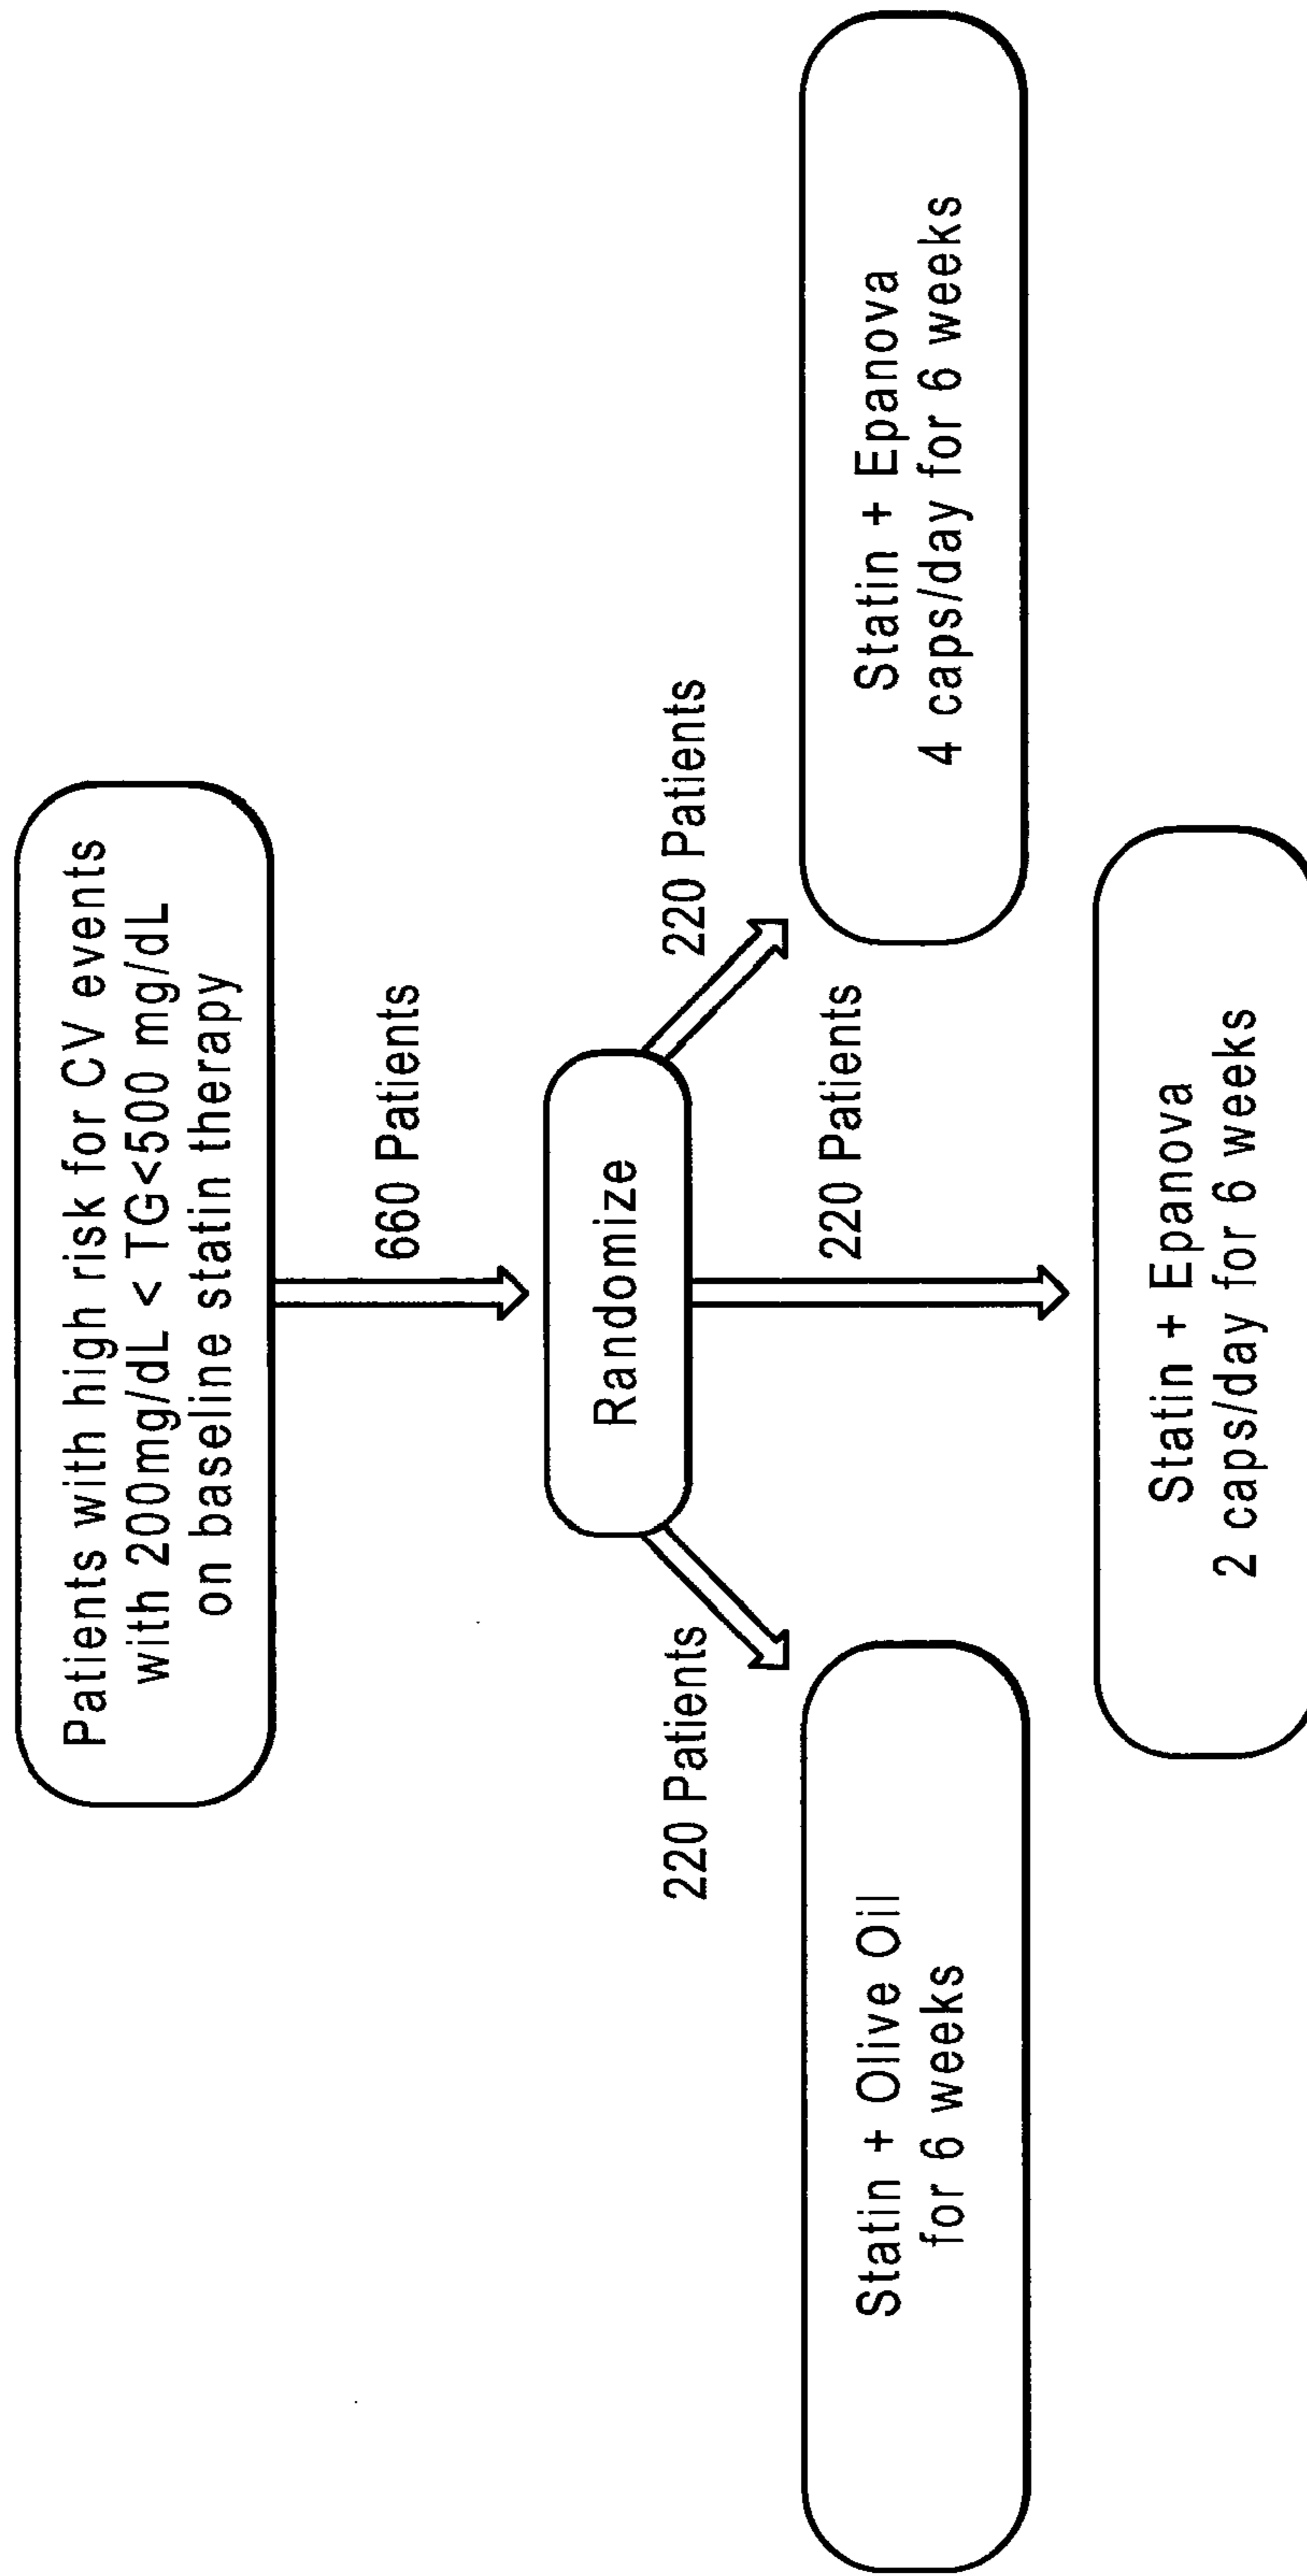 Patients with high risk for CV events
with 200mg/dL < TG<500 mg/dL
on baseline statin therapy
660 Patients
Randomize
220 Patients
220 Patients
220 Patients
Statin + Olive Oil
for 6 weeks
Statin + Epanova
2 caps/day for 6 weeks
Statin + Epanova
4 caps/day for 6 weeks